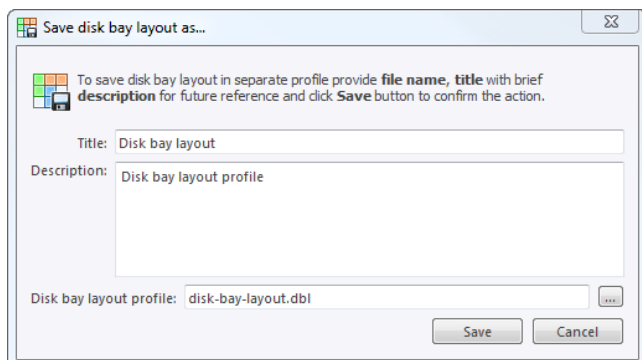 Save disk bay layout as...
To save disk bay layout in separate profile provide file name, title with brief
description for future reference and click Save button to confirm the action.
Title: Disk bay layout
Description: Disk bay layout profile
Disk bay layout profile: disk-bay-layout.dbl ...
Save Cancel